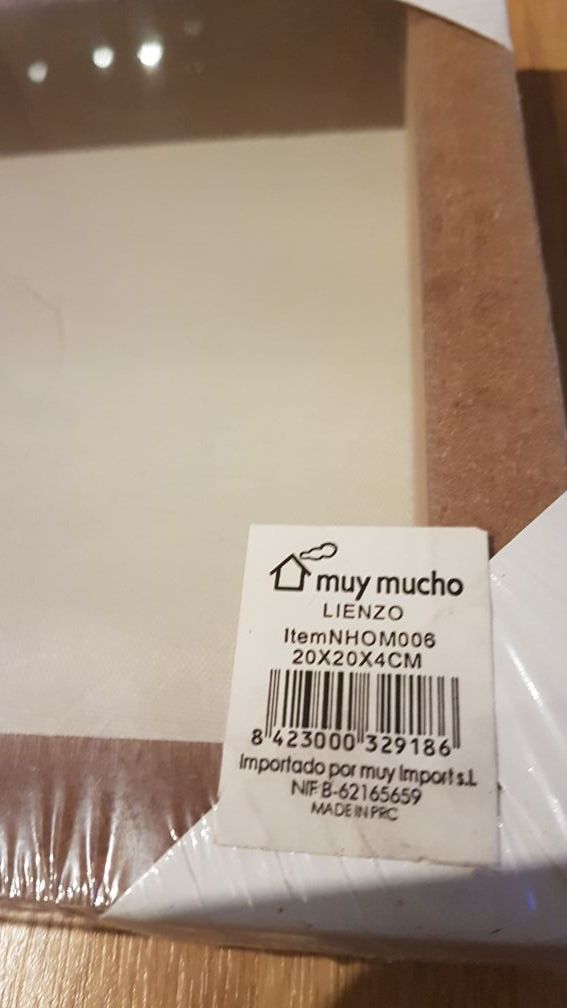 muy mucho
LIENZO
ItemNHOM006
20X20X4CM
8 423000 329186
Importado por muy Import s.L
NIF B-62165659
MADE IN PRC